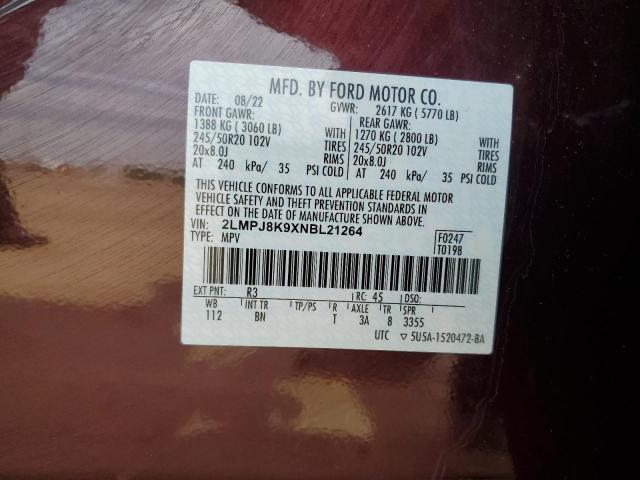 MFD. BY FORD MOTOR CO.
DATE: 08/22 GVWR: 2617 KG ( 5770 LB)
FRONT GAWR: REAR GAWR:
1388 KG ( 3060 LB) WITH 1270 KG ( 2800 LB) WITH
245/50R20 102V TIRES 245/50R20 102V TIRES
20x8.0J RIMS 20x8.0J RIMS
AT 240 kPa/ 35 PSI COLD AT 240 kPa/ 35 PSI COLD
THIS VEHICLE CONFORMS TO ALL APPLICABLE FEDERAL MOTOR
VEHICLE SAFETY AND THEFT PREVENTION STANDARDS IN
EFFECT ON THE DATE OF MANUFACTURE SHOWN ABOVE.
VIN: 2LMPJ8K9XNBL21264 F0247
TYPE: MPV T0198
EXT PNT: R3 RC: 45 DSO:
WB INT TR TP/PS R AXLE TR SPR
112 BN T 3A 8 3355
UTC ▽ 5U5A-1520472-BA